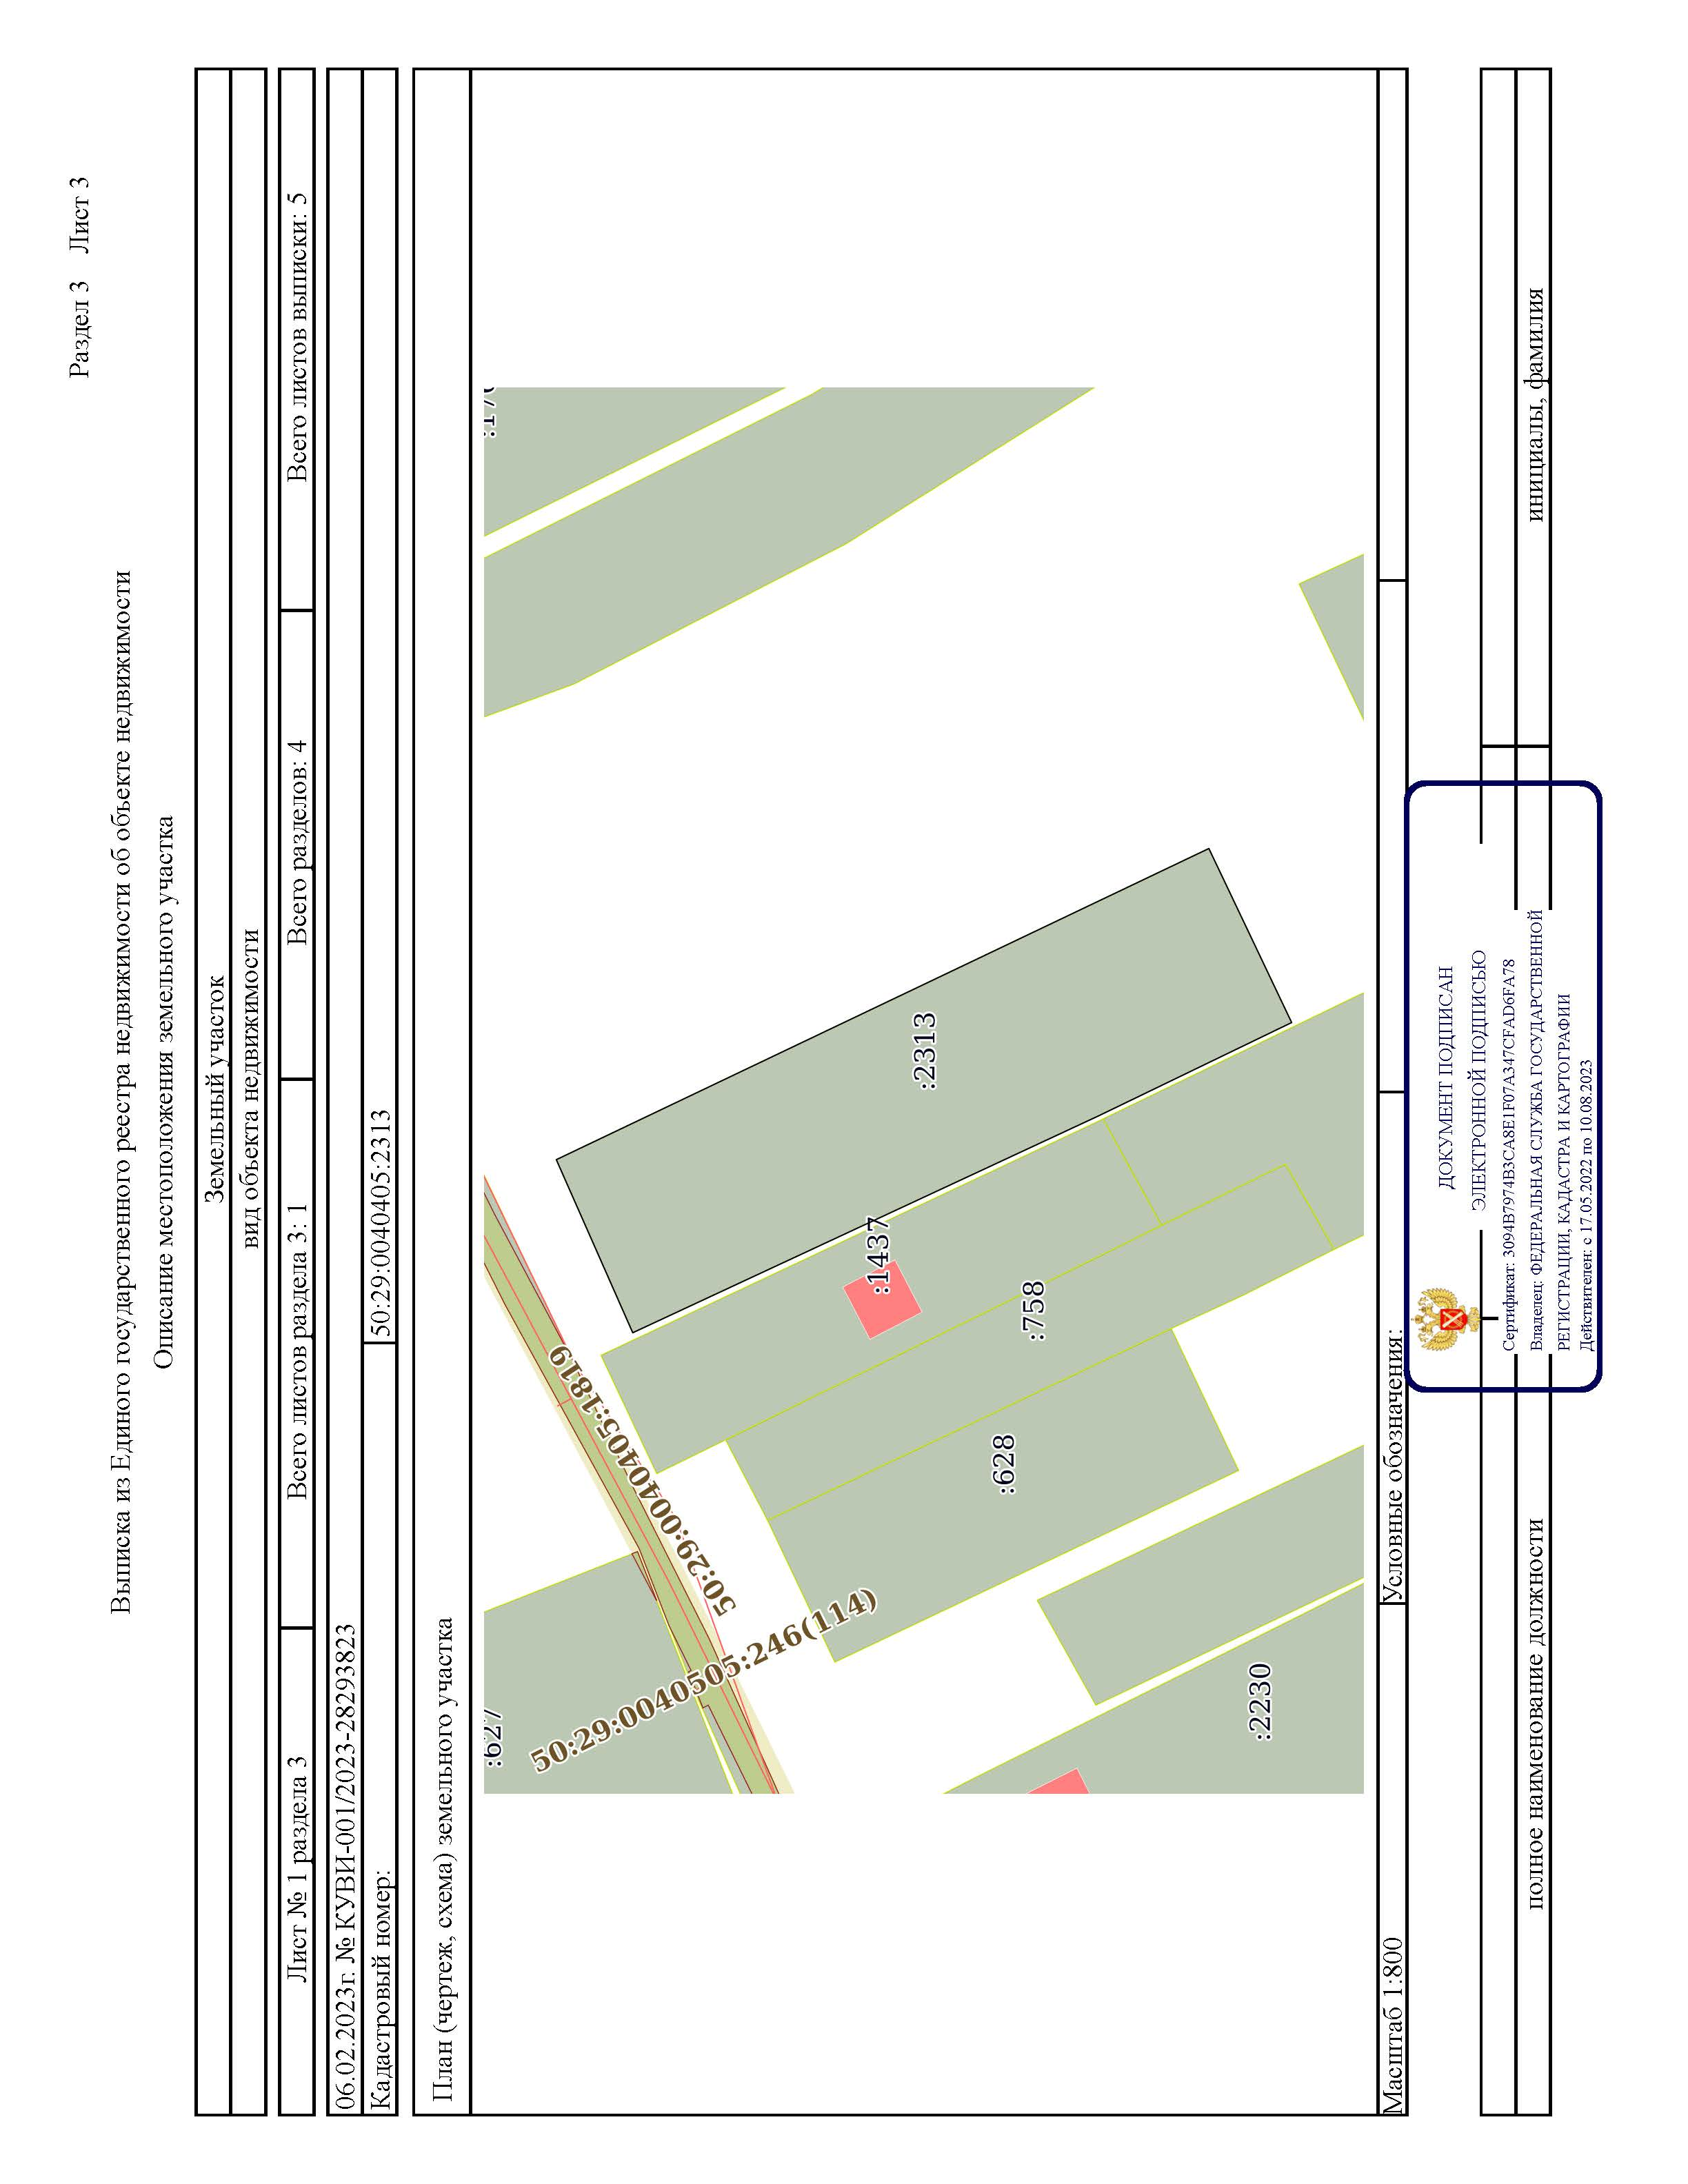 Раздел 3 Лист 3
Выписка из Единого государственного реестра недвижимости об объекте недвижимости
Описание местоположения земельного участка
Земельный участок
вид объекта недвижимости
Лист № 1 раздела 3 Всего листов раздела 3: 1 Всего разделов: 4 Всего листов выписки: 5
06.02.2023г. № КУВИ-001/2023-28293823
Кадастровый номер: 50:29:0040405:2313
План (чертеж, схема) земельного участка
:627
50:29:0040505:246(114)
50:29:0040405:1819
:1437
:2313
:628
:758
:2230
Масштаб 1:800 Условные обозначения:
ДОКУМЕНТ ПОДПИСАН
ЭЛЕКТРОННОЙ ПОДПИСЬЮ
Сертификат: 3094B7974B3CA8E1F07A347CFAD6FA78
Владелец: ФЕДЕРАЛЬНАЯ СЛУЖБА ГОСУДАРСТВЕННОЙ
РЕГИСТРАЦИИ, КАДАСТРА И КАРТОГРАФИИ
Действителен: с 17.05.2022 по 10.08.2023
полное наименование должности инициалы, фамилия